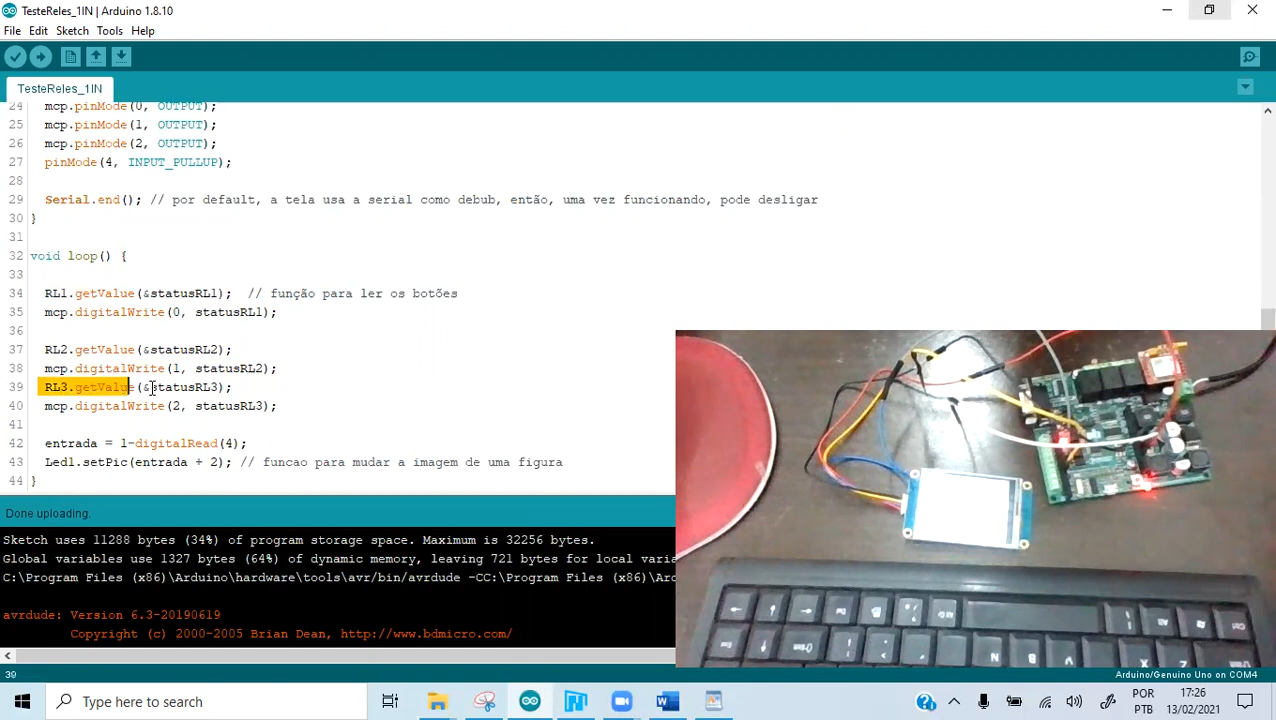 TesteReles_1IN | Arduino 1.8.10
File Edit Sketch Tools Help
TesteReles_1IN
24 mcp.pinMode(0, OUTPUT);
25 mcp.pinMode(1, OUTPUT);
26 mcp.pinMode(2, OUTPUT);
27 pinMode(4, INPUT_PULLUP);
28
29 Serial.end(); // por default, a tela usa a serial como debub, então, uma vez funcionando, pode desligar
30 }
31
32 void loop() {
33
34 RL1.getValue(&statusRL1); // função para ler os botões
35 mcp.digitalWrite(0, statusRL1);
36
37 RL2.getValue(&statusRL2);
38 mcp.digitalWrite(1, statusRL2);
39 RL3.getValue(&statusRL3);
40 mcp.digitalWrite(2, statusRL3);
41
42 entrada = 1-digitalRead(4);
43 Led1.setPic(entrada + 2); // funcao para mudar a imagem de uma figura
44 }
Done uploading.
Sketch uses 11288 bytes (34%) of program storage space. Maximum is 32256 bytes.
Global variables use 1327 bytes (64%) of dynamic memory, leaving 721 bytes for local varia
C:\Program Files (x86)\Arduino\hardware\tools\avr/bin/avrdude -CC:\Program Files (x86)\Ar
avrdude: Version 6.3-20190619
Copyright (c) 2000-2005 Brian Dean, http://www.bdmicro.com/
39 Arduino/Genuino Uno on COM4
Type here to search
POR 17:26
PTB 13/02/2021